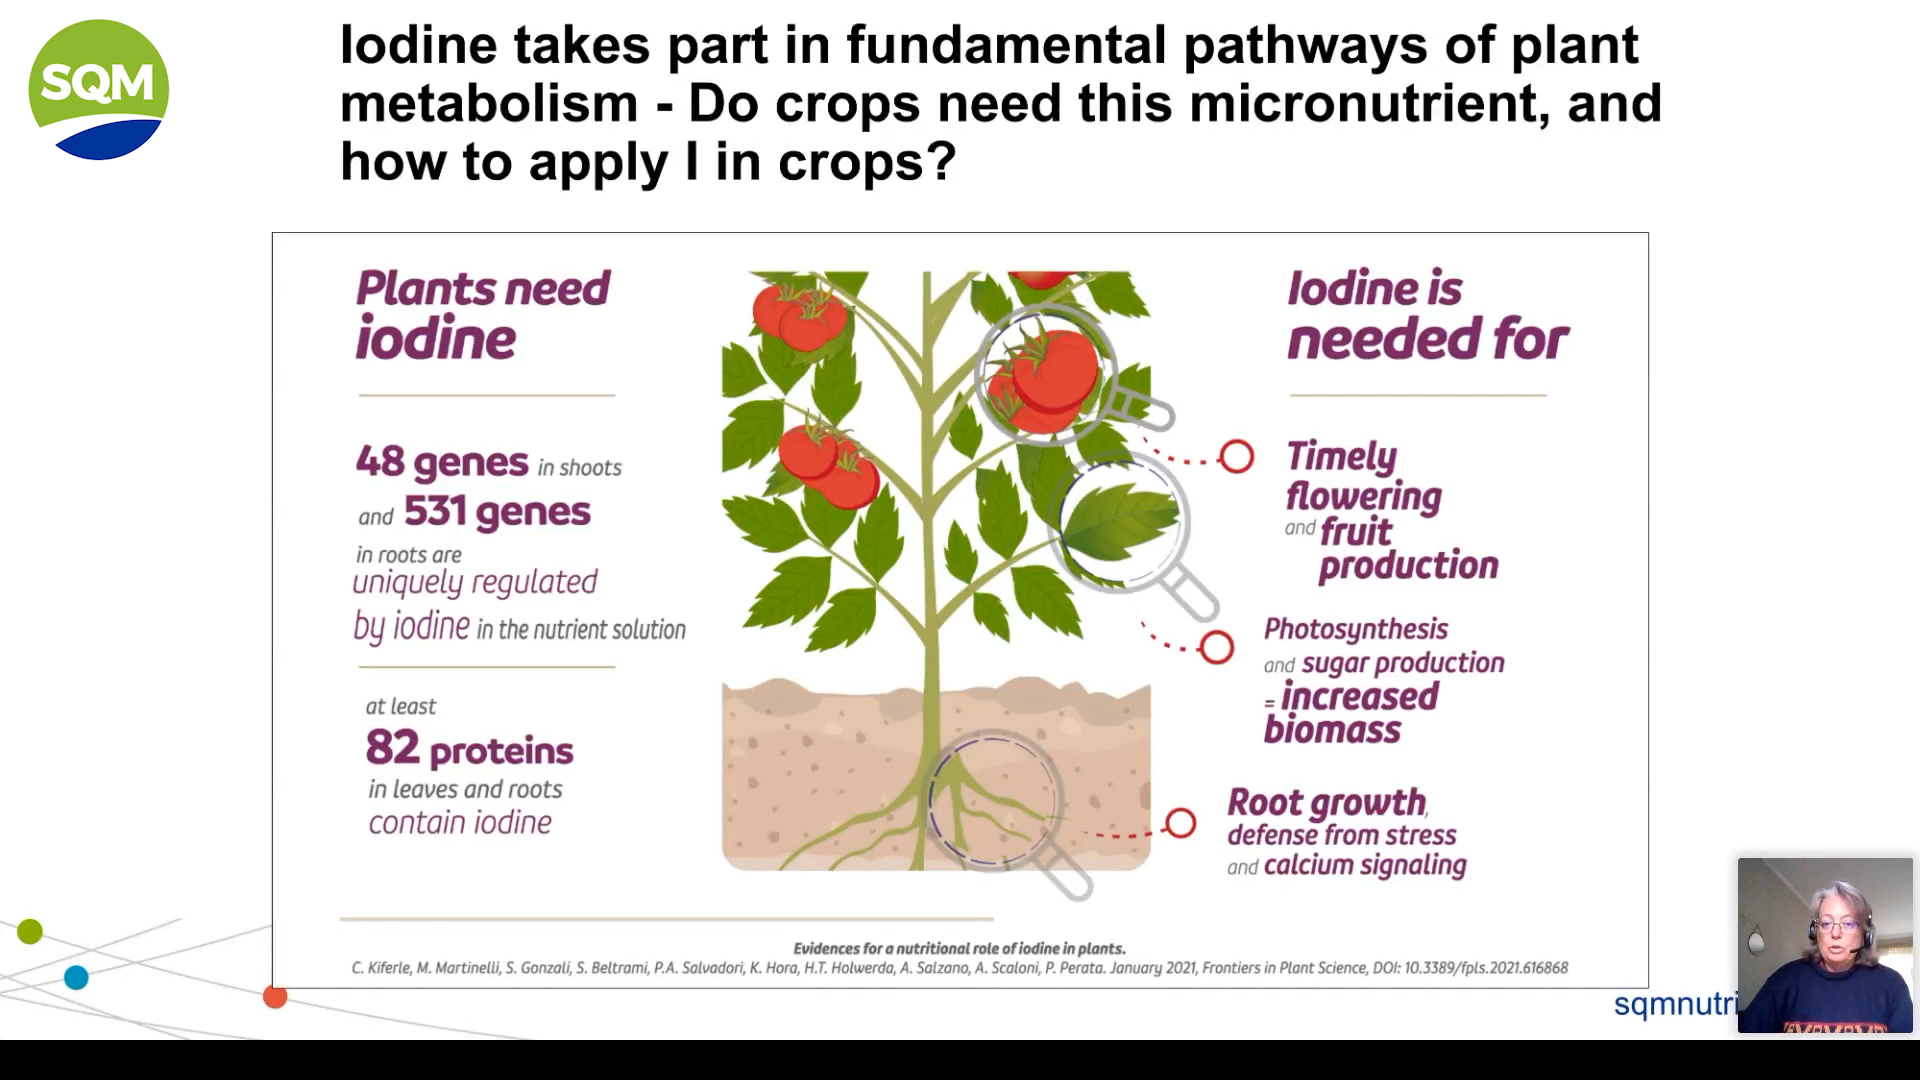 SQM
Iodine takes part in fundamental pathways of plant
metabolism - Do crops need this micronutrient, and
how to apply I in crops?
Plants need
iodine
48 genes in shoots
and 531 genes
in roots are
uniquely regulated
by iodine in the nutrient solution
at least
82 proteins
in leaves and roots
contain iodine
Iodine is
needed for
Timely
flowering
and fruit
production
Photosynthesis
and sugar production
= increased
biomass
Root growth,
defense from stress
and calcium signaling
Evidences for a nutritional role of iodine in plants.
C. Kiferle, M. Martinelli, S. Gonzali, S. Beltrami, P.A. Salvadori, K. Hora, H.T. Holwerda, A. Salzano, A. Scaloni, P. Perata. January 2021, Frontiers in Plant Science, DOI: 10.3389/fpls.2021.616868
sqmnutri